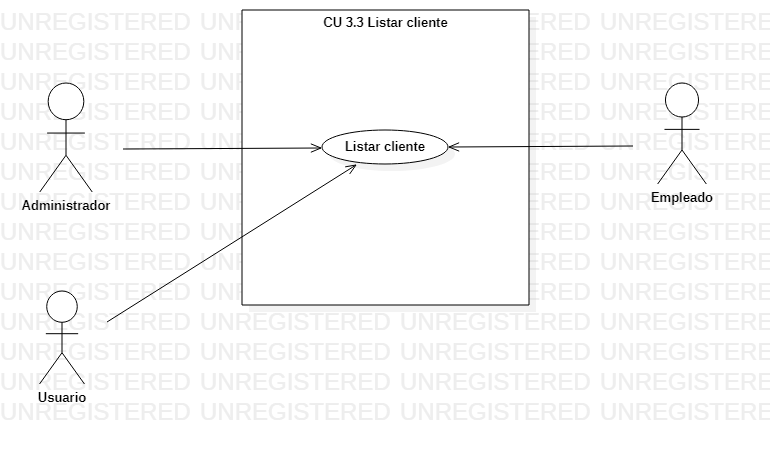 UNREGISTERED UNREGISTERED UNREGISTERED UNREGISTERED
CU 3.3 Listar cliente
Listar cliente
Administrador
Empleado
Usuario